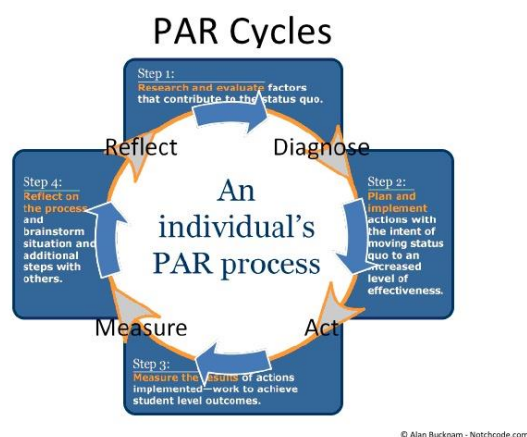 PAR Cycles
Step 1:
Research and evaluate factors
that contribute to the status quo.
Reflect
Diagnose
Step 4:
Reflect on
the process
and
brainstorm
situation and
additional
steps with
others.
An
individual's
PAR process
Step 2:
Plan and
implement
actions with
the intent of
moving status
quo to an
increased
level of
effectiveness.
Measure
Act
Step 3:
Measure the results of actions
implemented—work to achieve
student level outcomes.
© Alan Bucknam - Notchcode.com